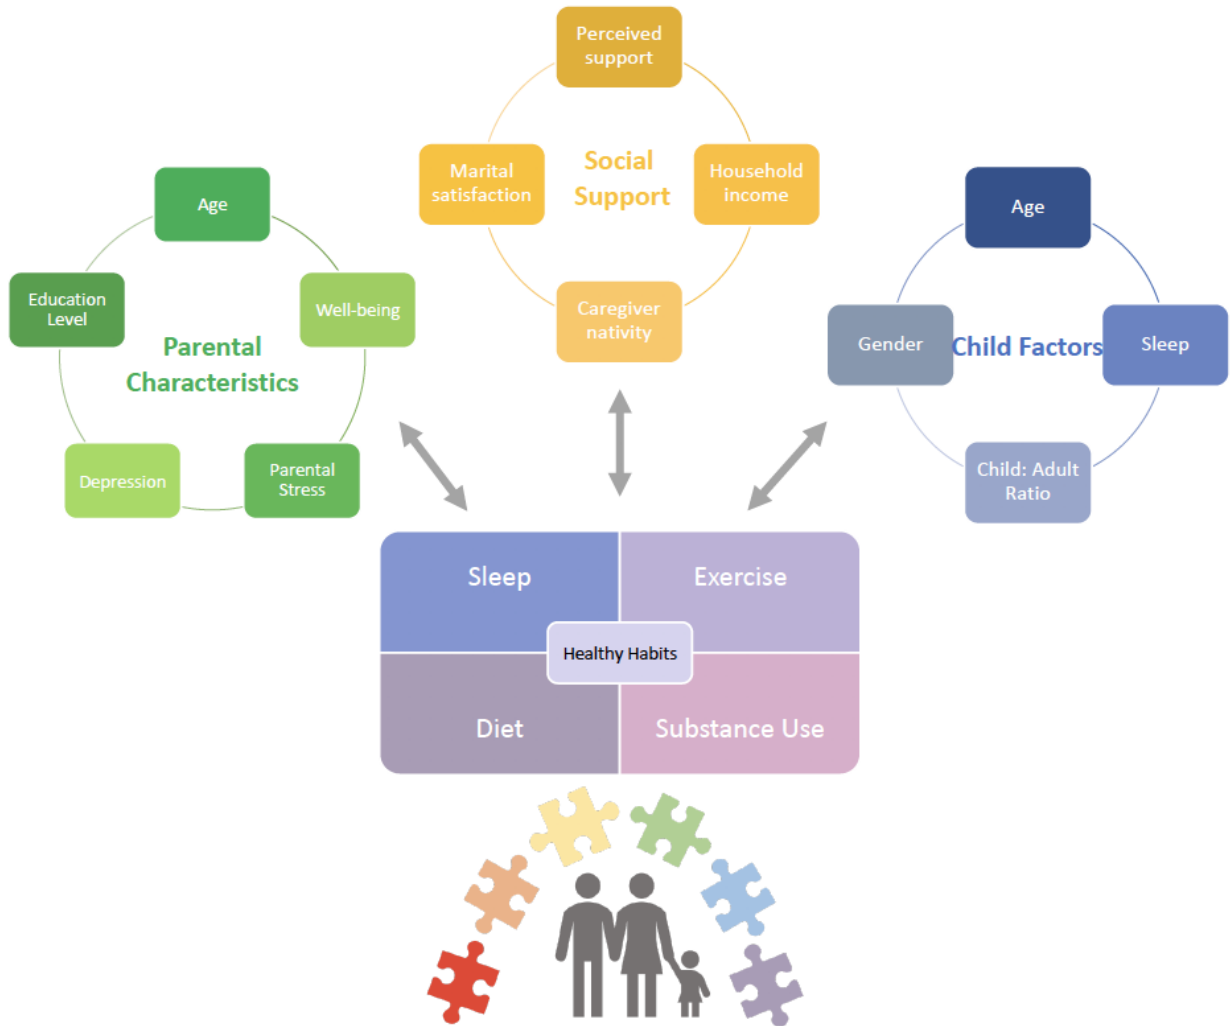 Perceived
support
Marital
satisfaction
Social
Support
Household
income
Caregiver
nativity
Age
Education
Level
Well-being
Parental
Characteristics
Depression
Parental
Stress
Age
Gender
Child Factors
Sleep
Child: Adult
Ratio
Sleep
Exercise
Healthy Habits
Diet
Substance Use